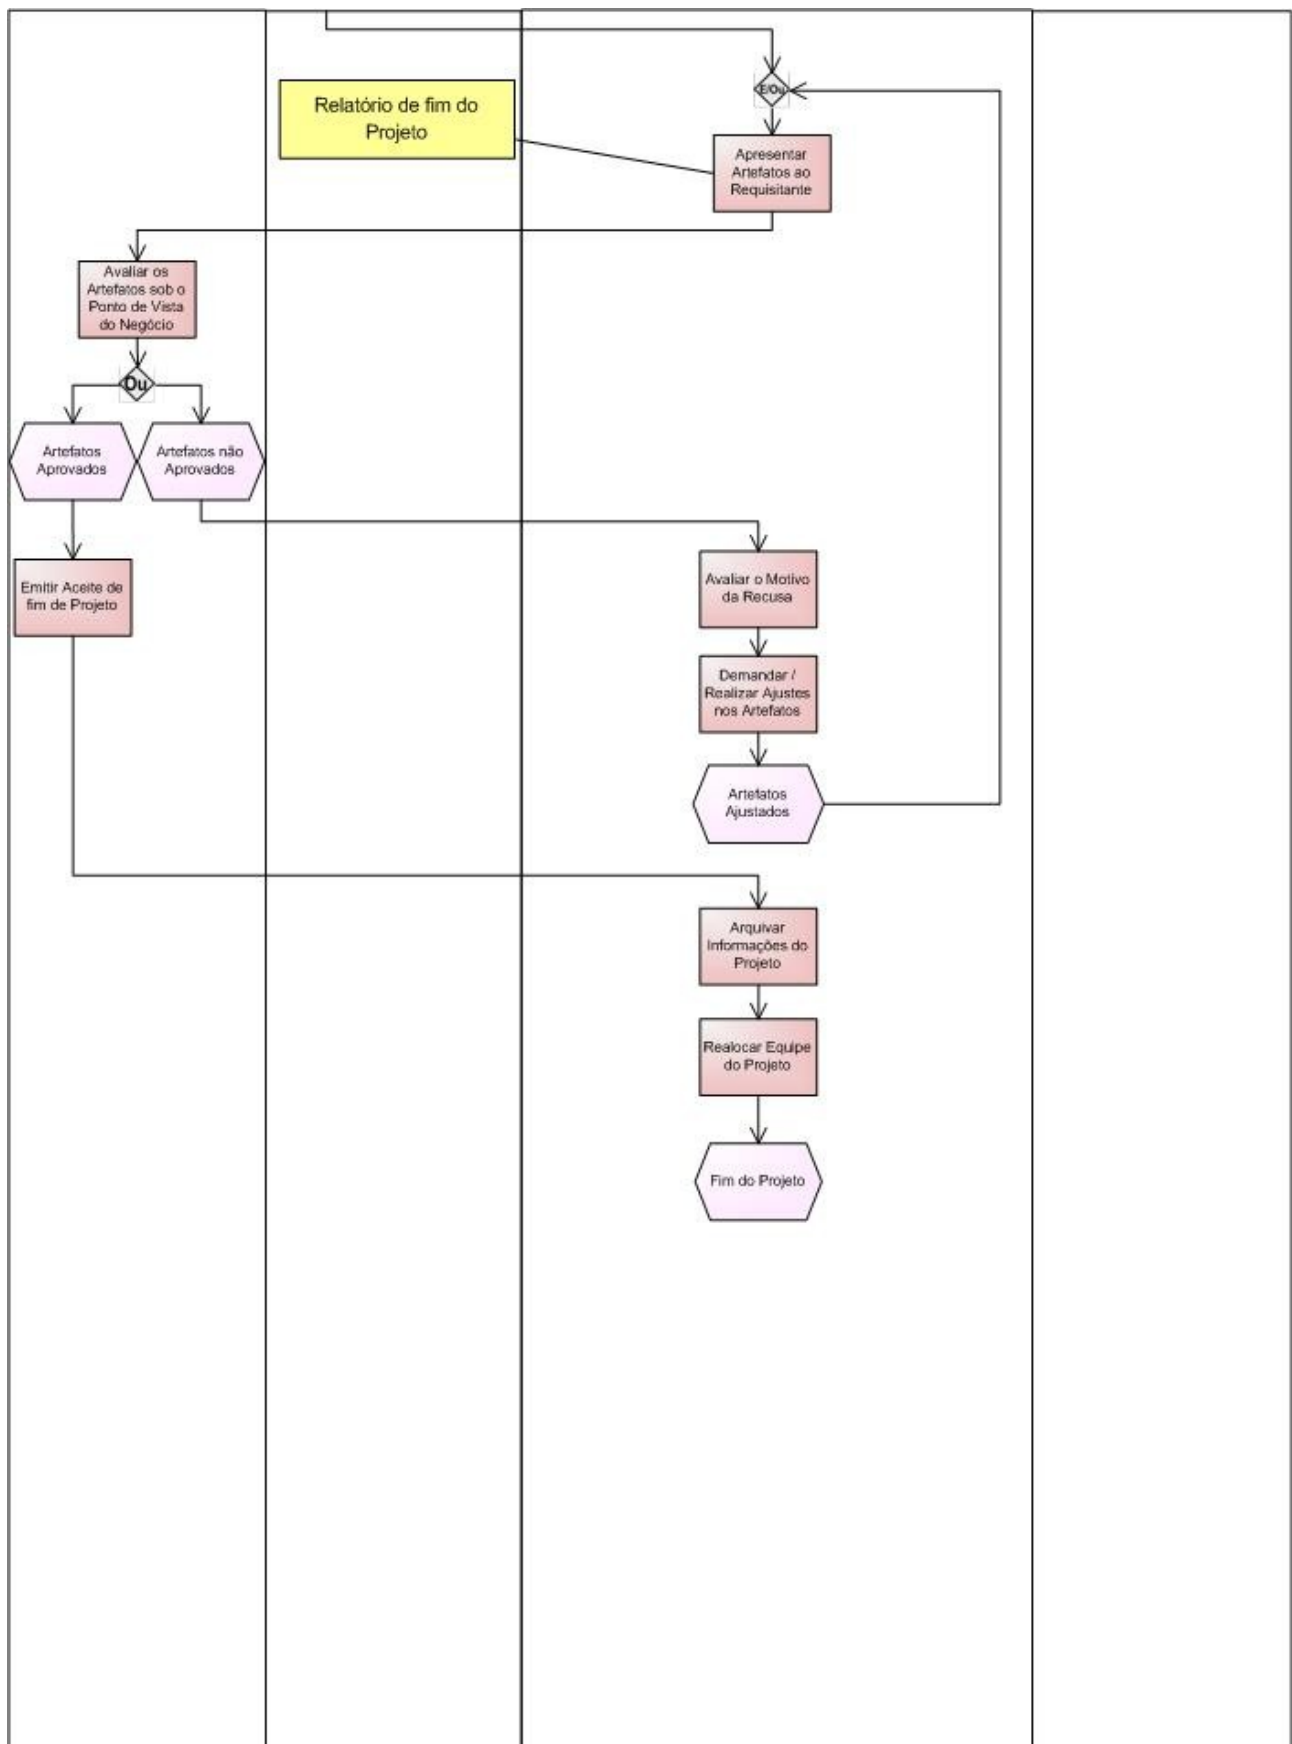 E/Ou
Relatório de fim do
Projeto
Apresentar
Artefatos ao
Requisitante
Avaliar os
Artefatos sob o
Ponto de Vista
do Negócio
Ou
Artefatos
Aprovados
Artefatos não
Aprovados
Emitir Aceite de
fim de Projeto
Avaliar o Motivo
da Recusa
Demandar /
Realizar Ajustes
nos Artefatos
Artefatos
Ajustados
Arquivar
Informações do
Projeto
Realocar Equipe
do Projeto
Fim do Projeto